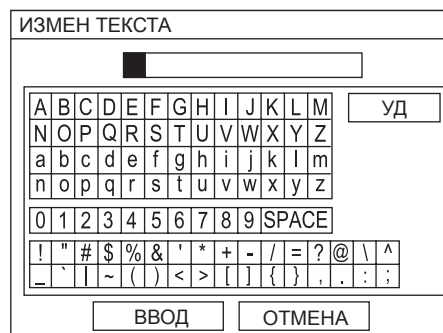 ИЗМЕН ТЕКСТА
A B C D E F G H I J K L M УД
N O P Q R S T U V W X Y Z
a b c d e f g h i j k l m
n o p q r s t u v w x y z
0 1 2 3 4 5 6 7 8 9 SPACE
! " # $ % & ' * + - / = ? @ \ ^
_ ` | ~ ( ) < > [ ] { } , . : ;
ВВОД ОТМЕНА